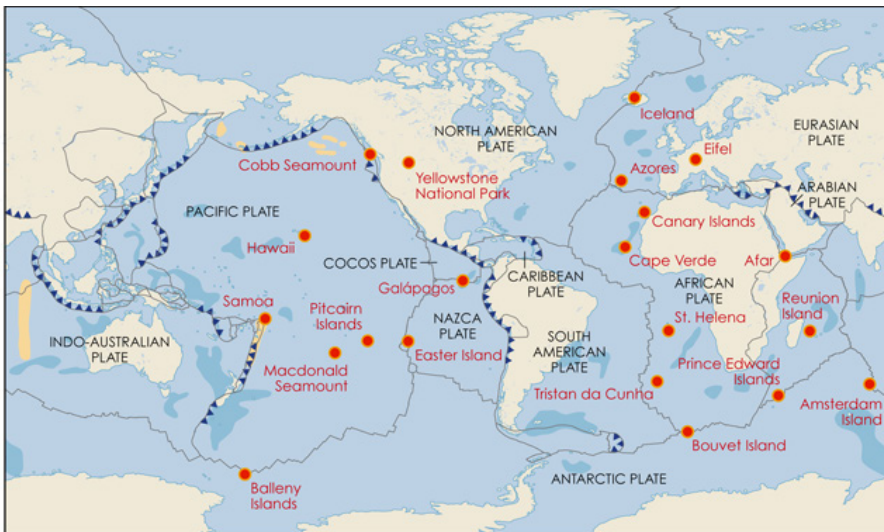 Iceland
NORTH AMERICAN
PLATE
EURASIAN
PLATE
Eifel
Cobb Seamount
Yellowstone
National Park
Azores
ARABIAN
PLATE
PACIFIC PLATE
Canary Islands
Hawaii
COCOS PLATE
CARIBBEAN
PLATE
Cape Verde
Afar
Galápagos
AFRICAN
PLATE
Samoa
Pitcairn
Islands
NAZCA
PLATE
St. Helena
Reunion
Island
INDO-AUSTRALIAN
PLATE
Easter Island
SOUTH
AMERICAN
PLATE
Macdonald
Seamount
Prince Edward
Islands
Tristan da Cunha
Amsterdam
Island
Bouvet Island
Balleny
Islands
ANTARCTIC PLATE